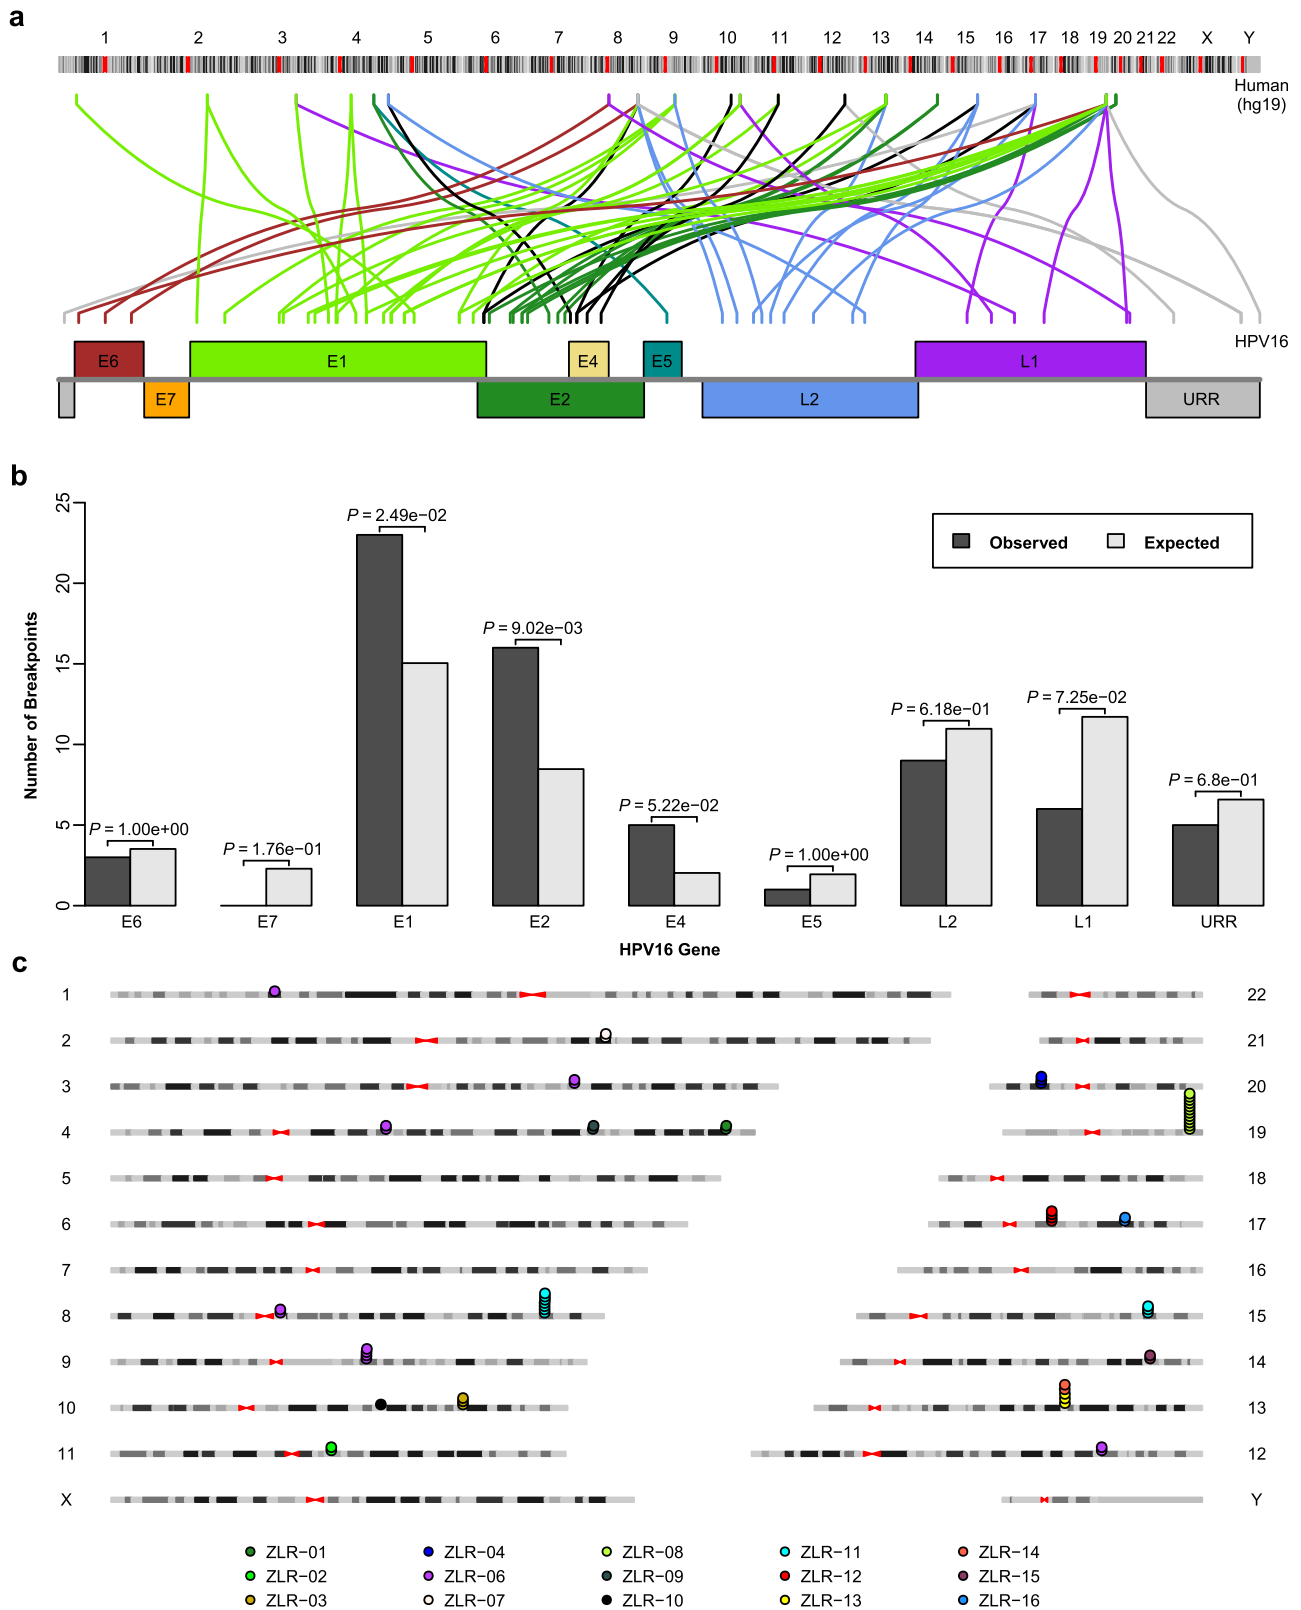 a
1 2 3 4 5 6 7 8 9 10 11 12 13 14 15 16 17 18 19 20 21 22 X Y
Human
(hg19)
HPV16
E6 E1 E4 E5 L1
E7 E2 L2 URR
b
Number of Breakpoints
0 5 10 15 20 25
P = 2.49e−02
Observed Expected
P = 9.02e−03
P = 7.25e−02
P = 6.18e−01
P = 6.8e−01
P = 5.22e−02
P = 1.00e+00
P = 1.76e−01
P = 1.00e+00
E6 E7 E1 E2 E4 E5 L2 L1 URR
HPV16 Gene
c
1 22
2 21
3 20
4 19
5 18
6 17
7 16
8 15
9 14
10 13
11 12
X Y
ZLR−01 ZLR−04 ZLR−08 ZLR−11 ZLR−14
ZLR−02 ZLR−06 ZLR−09 ZLR−12 ZLR−15
ZLR−03 ZLR−07 ZLR−10 ZLR−13 ZLR−16